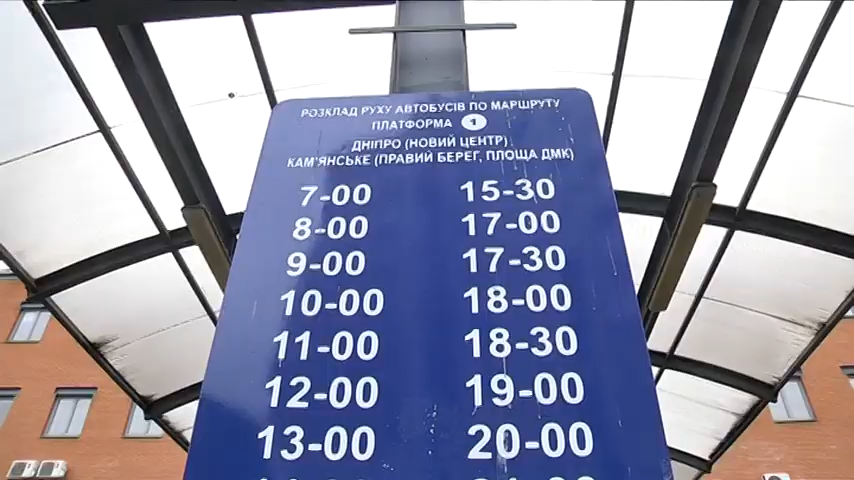 РОЗКЛАД РУХУ АВТОБУСІВ ПО МАРШРУТУ
ПЛАТФОРМА 1
ДНІПРО (НОВИЙ ЦЕНТР)
КАМ'ЯНСЬКЕ (ПРАВИЙ БЕРЕГ, ПЛОЩА ДМК)
7-00 15-30
8-00 17-00
9-00 17-30
10-00 18-00
11-00 18-30
12-00 19-00
13-00 20-00